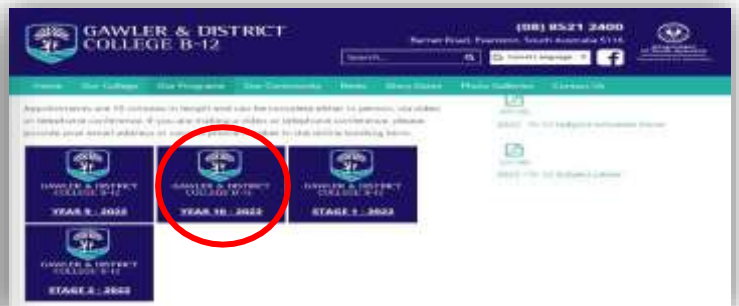 GAWLER & DISTRICT
COLLEGE B-12
(08) 8521 2400
Barnet Road, Evanston, South Australia 5116
Search...
Select Language
Home Our College Our Programs Our Community News Diary Dates Photo Galleries Contact Us
Appointments are 10 minutes in length and can be completed either in person, via video
or telephone conference. If you are making a video or telephone conference, please
provide your email address or phone number in the online booking form.
GAWLER & DISTRICT
COLLEGE B-12
YEAR 9 - 2022
GAWLER & DISTRICT
COLLEGE B-12
YEAR 10 - 2022
GAWLER & DISTRICT
COLLEGE B-12
STAGE 1 - 2022
GAWLER & DISTRICT
COLLEGE B-12
STAGE 2 - 2022